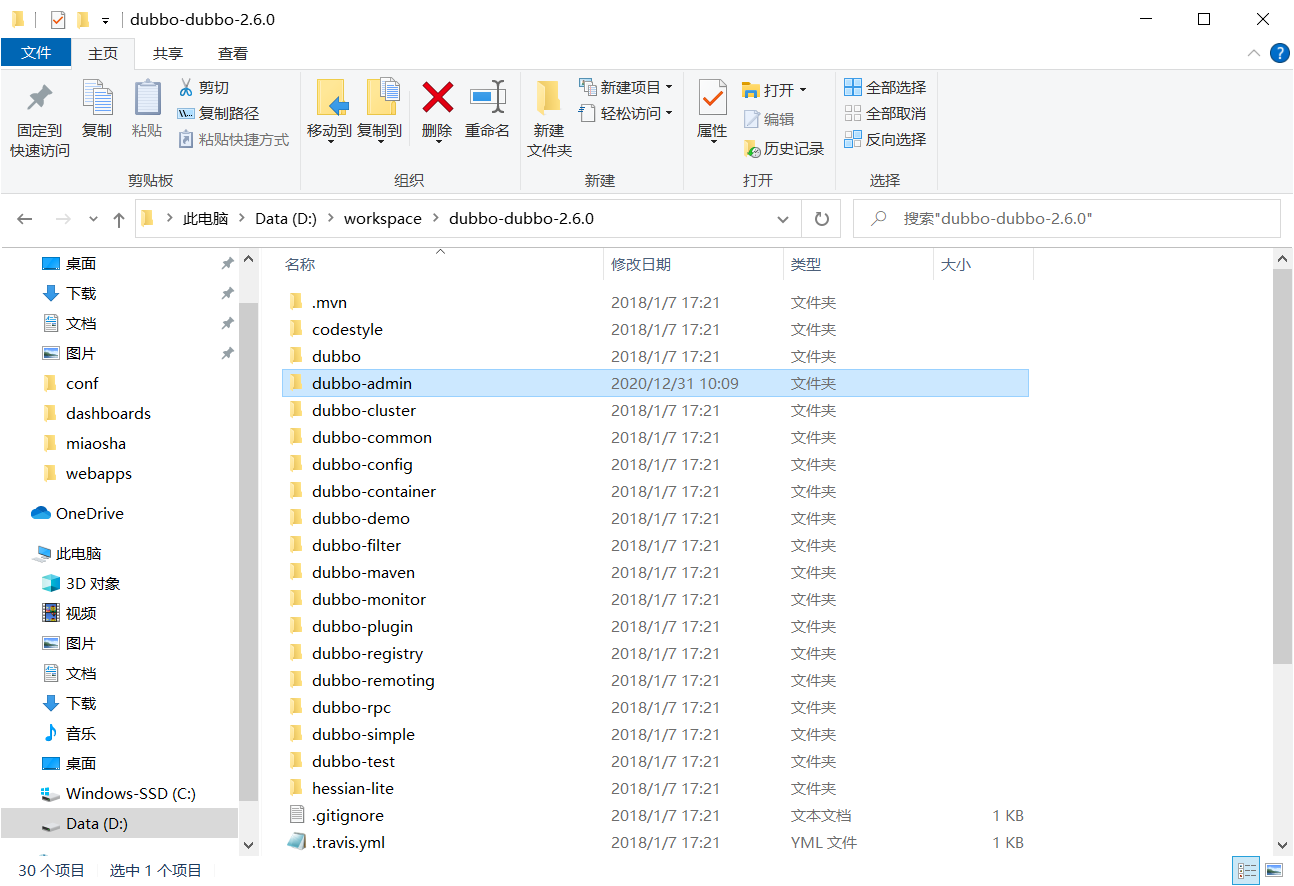 dubbo-dubbo-2.6.0
文件 主页 共享 查看
固定到
快速访问
复制
粘贴
剪切
复制路径
粘贴快捷方式
剪贴板
移动到
复制到
删除
重命名
组织
新建
文件夹
新建项目
轻松访问
新建
属性
打开
编辑
历史记录
打开
全部选择
全部取消
反向选择
选择
此电脑 Data (D:) workspace dubbo-dubbo-2.6.0
搜索"dubbo-dubbo-2.6.0"
桌面
下载
文档
图片
conf
dashboards
miaosha
webapps
OneDrive
此电脑
3D 对象
视频
图片
文档
下载
音乐
桌面
Windows-SSD (C:)
Data (D:)
名称 修改日期 类型 大小
.mvn 2018/1/7 17:21 文件夹
codestyle 2018/1/7 17:21 文件夹
dubbo 2018/1/7 17:21 文件夹
dubbo-admin 2020/12/31 10:09 文件夹
dubbo-cluster 2018/1/7 17:21 文件夹
dubbo-common 2018/1/7 17:21 文件夹
dubbo-config 2018/1/7 17:21 文件夹
dubbo-container 2018/1/7 17:21 文件夹
dubbo-demo 2018/1/7 17:21 文件夹
dubbo-filter 2018/1/7 17:21 文件夹
dubbo-maven 2018/1/7 17:21 文件夹
dubbo-monitor 2018/1/7 17:21 文件夹
dubbo-plugin 2018/1/7 17:21 文件夹
dubbo-registry 2018/1/7 17:21 文件夹
dubbo-remoting 2018/1/7 17:21 文件夹
dubbo-rpc 2018/1/7 17:21 文件夹
dubbo-simple 2018/1/7 17:21 文件夹
dubbo-test 2018/1/7 17:21 文件夹
hessian-lite 2018/1/7 17:21 文件夹
.gitignore 2018/1/7 17:21 文本文档 1 KB
.travis.yml 2018/1/7 17:21 YML 文件 1 KB
30 个项目 选中 1 个项目